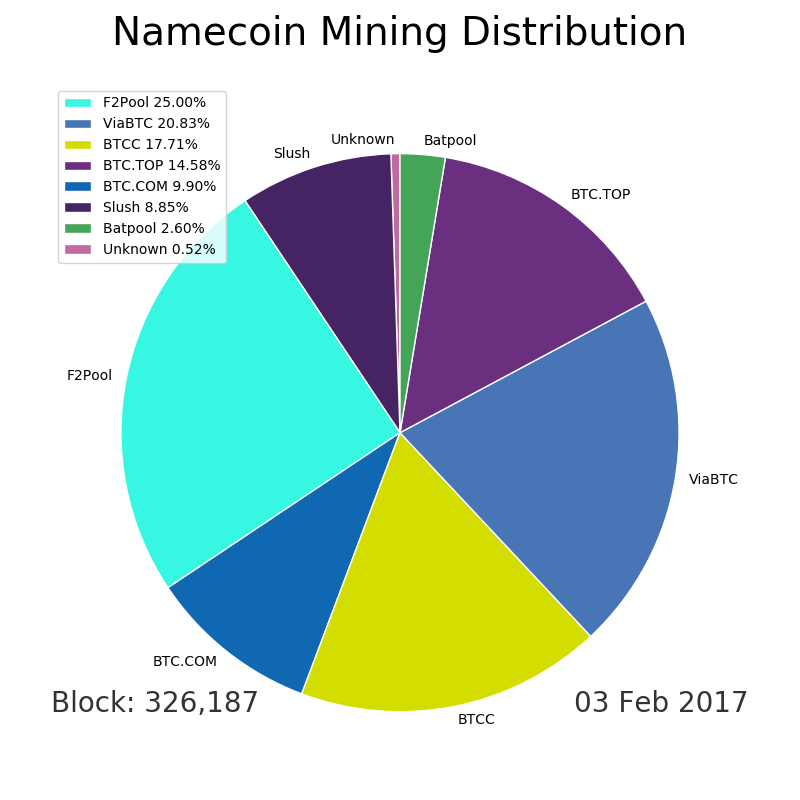 Namecoin Mining Distribution
F2Pool 25.00%
ViaBTC 20.83%
BTCC 17.71%
BTC.TOP 14.58%
BTC.COM 9.90%
Slush 8.85%
Batpool 2.60%
Unknown 0.52%
Unknown
Batpool
Slush
BTC.TOP
F2Pool
ViaBTC
BTC.COM
BTCC
Block: 326,187
03 Feb 2017